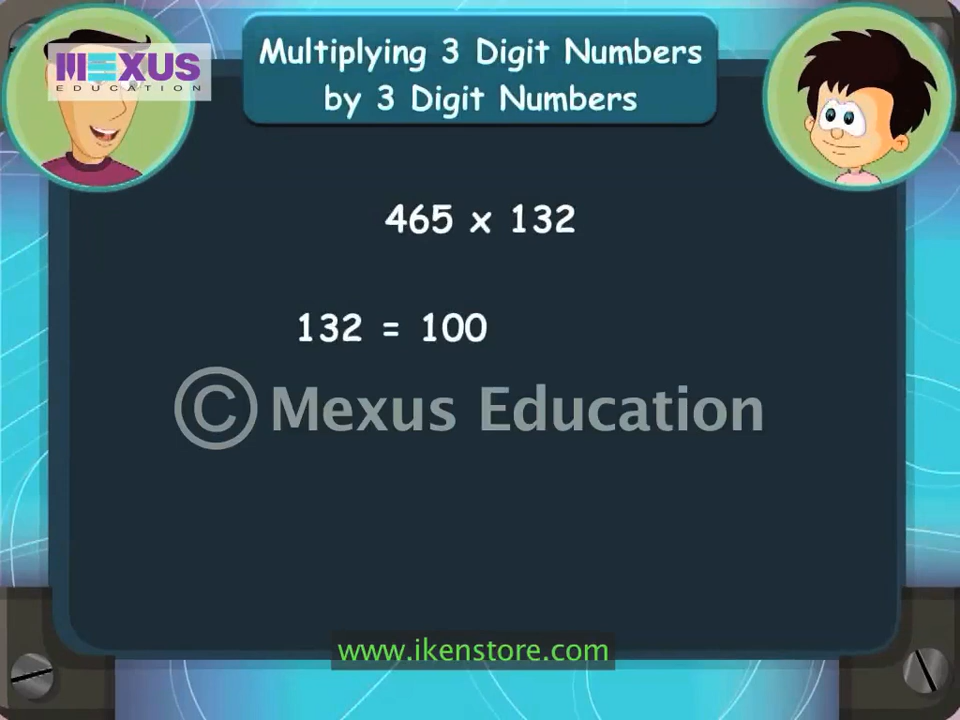 MEXUS
EDUCATION
Multiplying 3 Digit Numbers
by 3 Digit Numbers
465 x 132
132 = 100
© Mexus Education
www.ikenstore.com